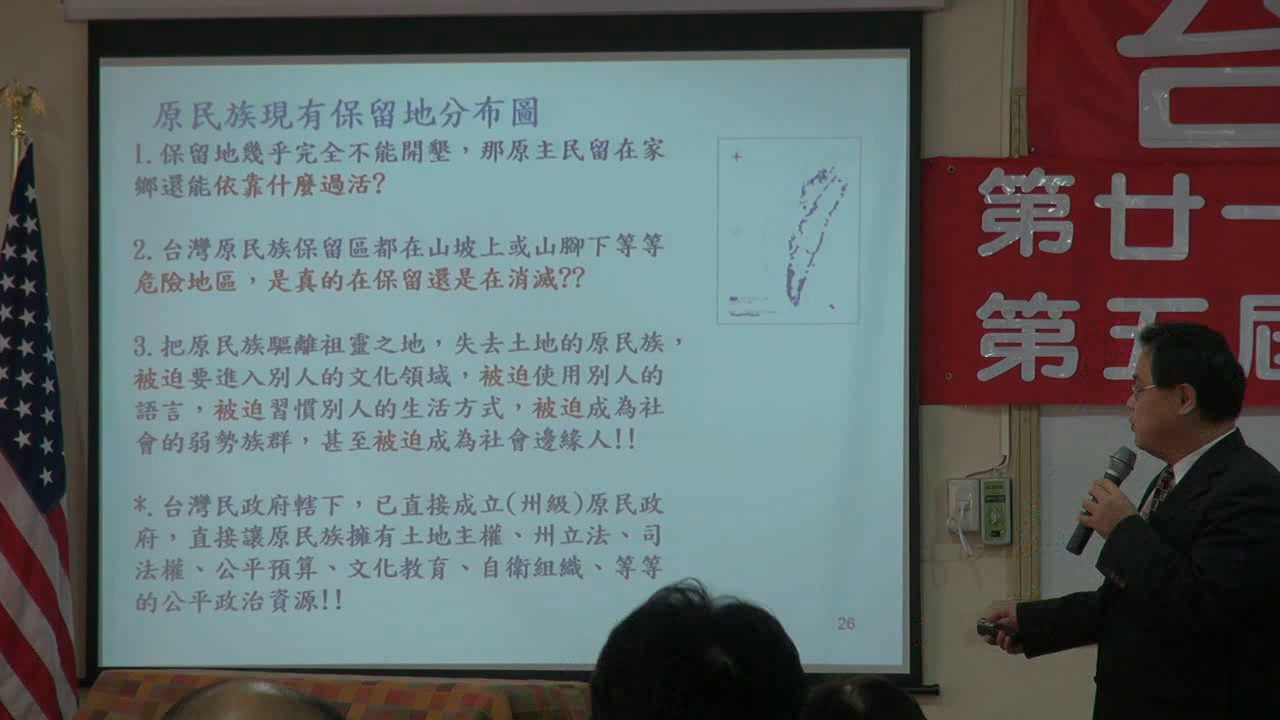 原民族現有保留地分布圖
1. 保留地幾乎完全不能開墾，那原主民留在家
鄉還能依靠什麼過活?
2. 台灣原民族保留區都在山坡上或山腳下等等
危險地區，是真的在保留還是在消滅??
3. 把原民族驅離祖靈之地，失去土地的原民族，
被迫要進入別人的文化領域，被迫使用別人的
語言，被迫習慣別人的生活方式，被迫成為社
會的弱勢族群，甚至被迫成為社會邊緣人!!
*. 台灣民政府轄下，已直接成立(州級)原民政
府，直接讓原民族擁有土地主權、州立法、司
法權、公平預算、文化教育、自衛組織、等等
的公平政治資源!!
26
台
第廿一
第五屆